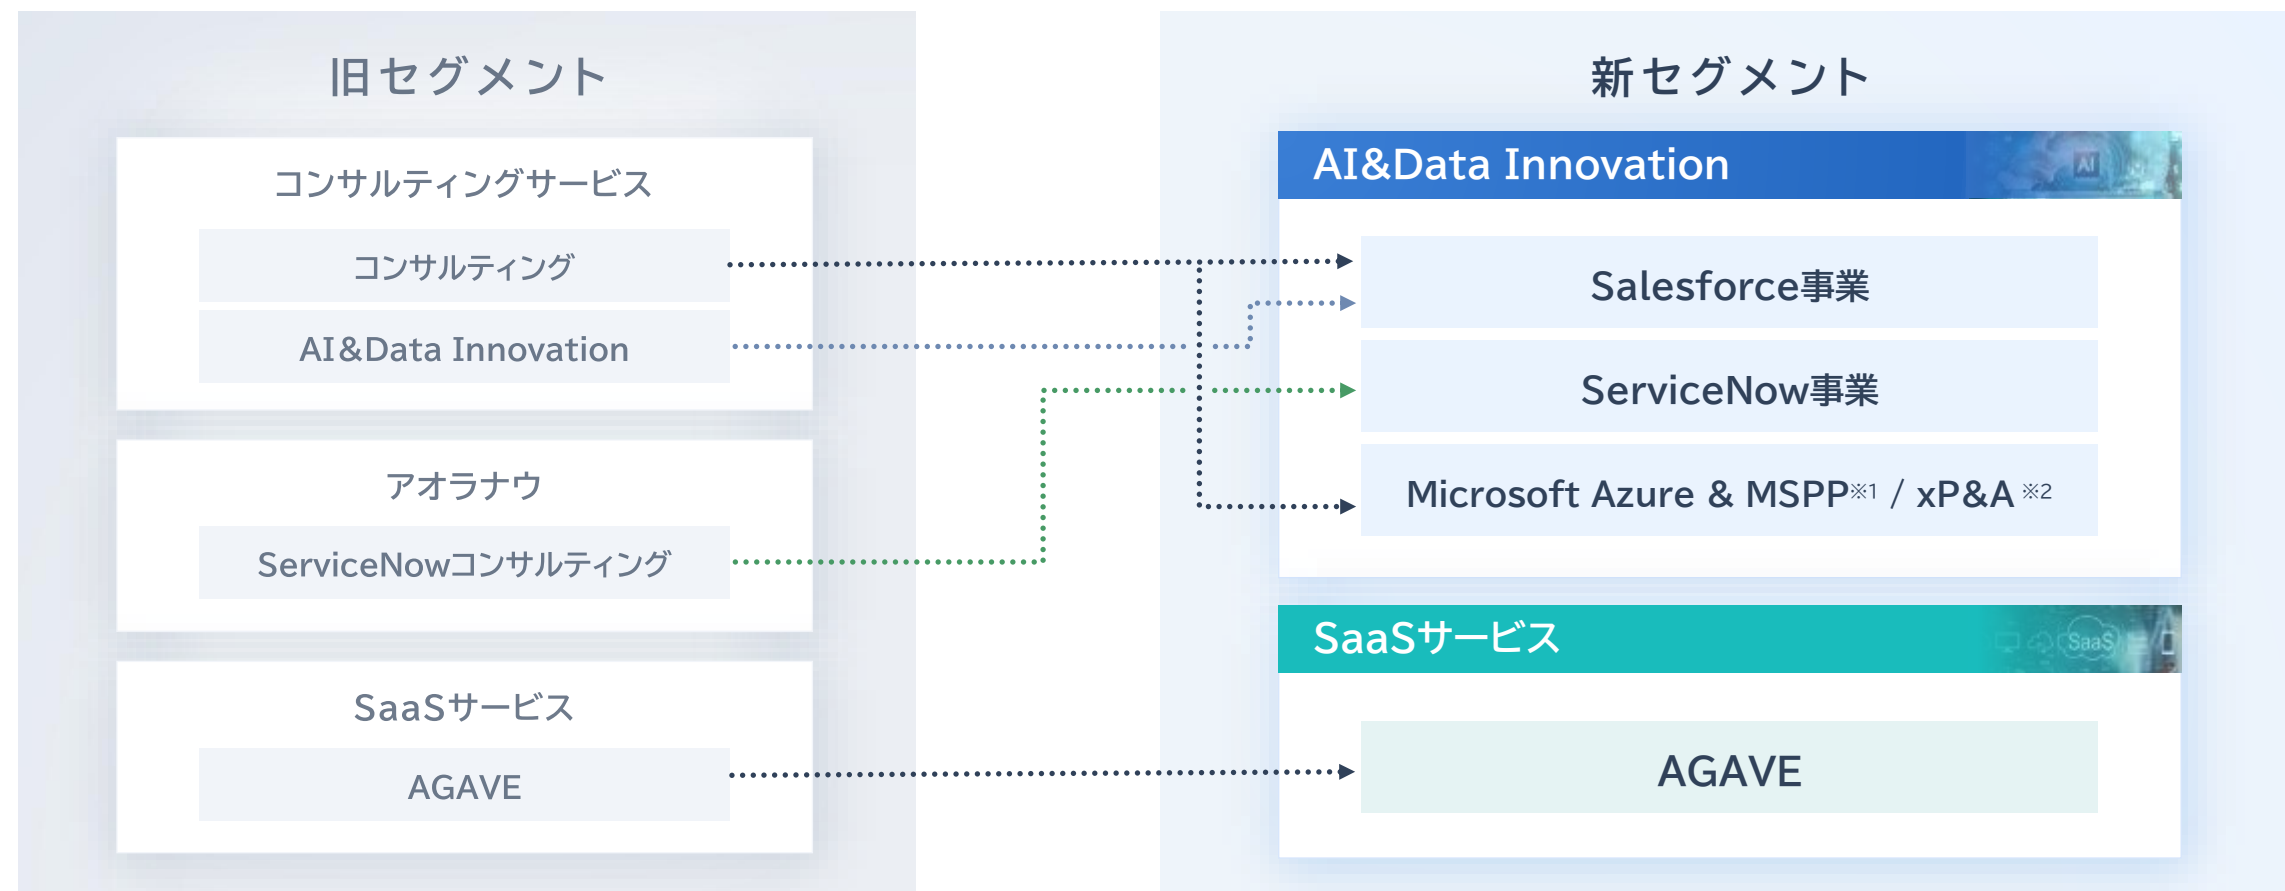 旧セグメント
コンサルティングサービス
コンサルティング
AI&Data Innovation
アオラナウ
ServiceNowコンサルティング
SaaSサービス
AGAVE
新セグメント
AI&Data Innovation
AI
Salesforce事業
ServiceNow事業
Microsoft Azure & MSPP※1 / xP&A ※2
SaaSサービス
SaaS
AGAVE